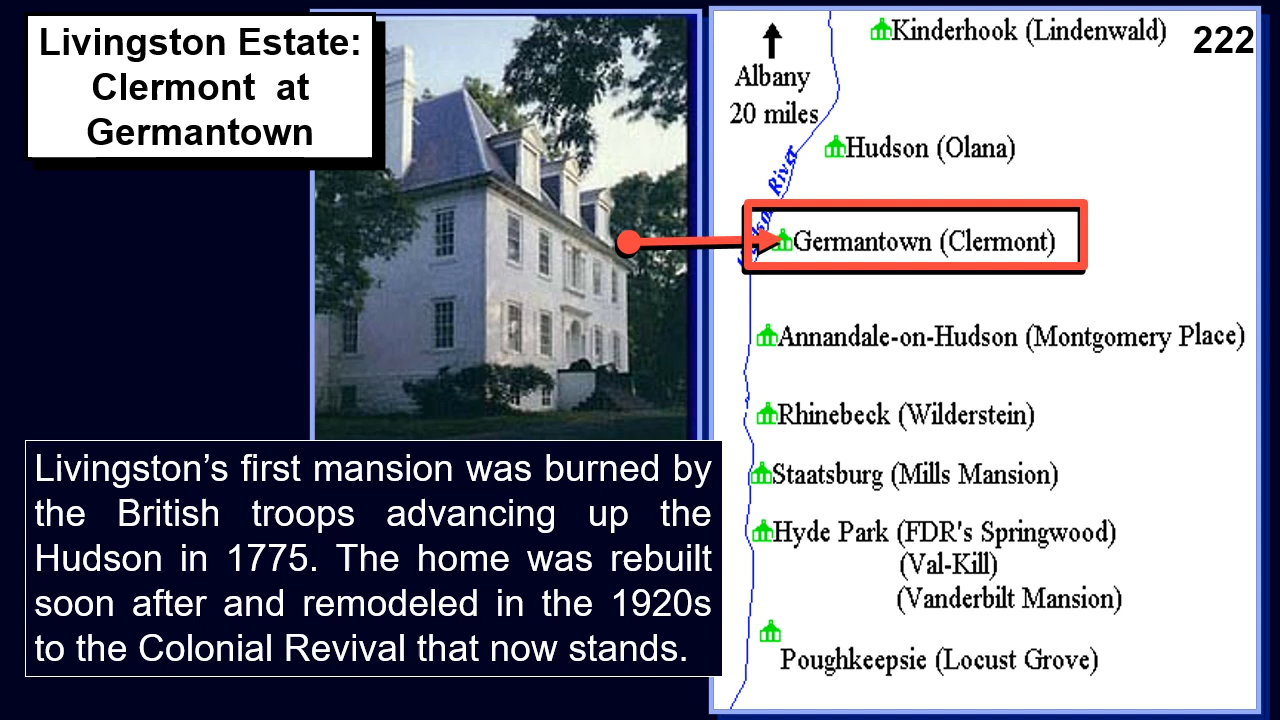 Livingston Estate:
Clermont at
Germantown
Livingston’s first mansion was burned by
the British troops advancing up the
Hudson in 1775. The home was rebuilt
soon after and remodeled in the 1920s
to the Colonial Revival that now stands.
222
Kinderhook (Lindenwald)
Albany
20 miles
Hudson (Olana)
River
Germantown (Clermont)
Annandale-on-Hudson (Montgomery Place)
Rhinebeck (Wilderstein)
Staatsburg (Mills Mansion)
Hyde Park (FDR's Springwood)
(Val-Kill)
(Vanderbilt Mansion)
Poughkeepsie (Locust Grove)